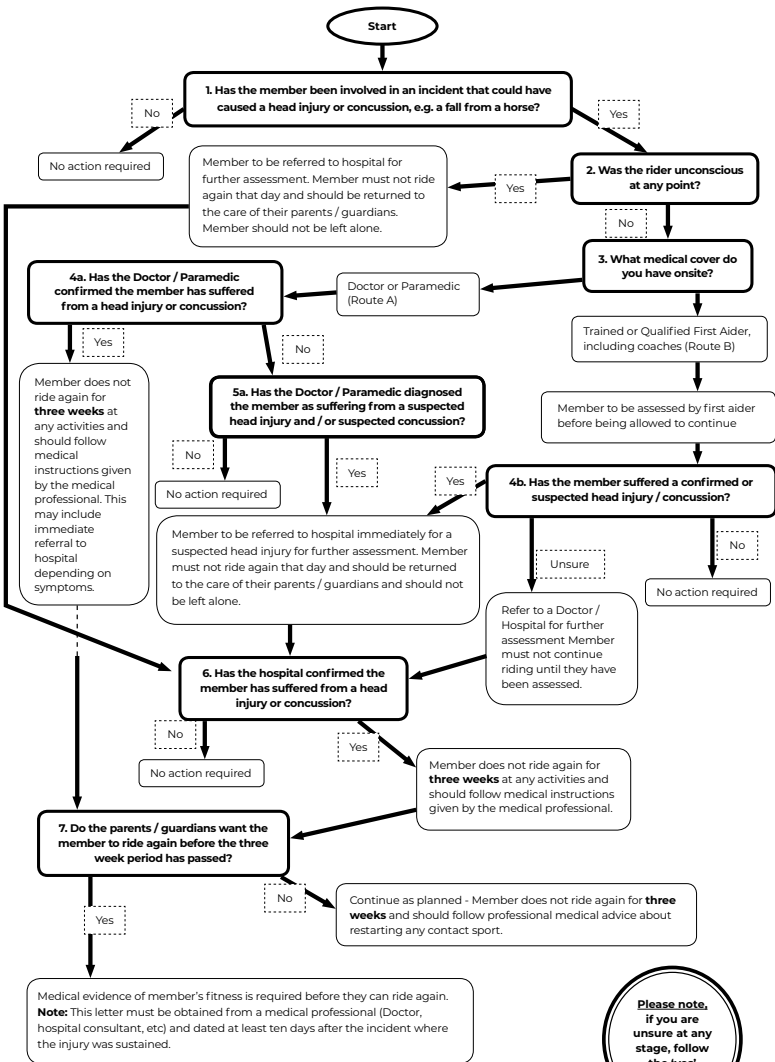 Start
1. Has the member been involved in an incident that could have
caused a head injury or concussion, e.g. a fall from a horse?
No
Yes
No action required
Member to be referred to hospital for
further assessment. Member must not ride
again that day and should be returned to
the care of their parents / guardians.
Member should not be left alone.
Yes
2. Was the rider unconscious
at any point?
No
3. What medical cover do
you have onsite?
Doctor or Paramedic
(Route A)
4a. Has the Doctor / Paramedic
confirmed the member has suffered
from a head injury or concussion?
Trained or Qualified First Aider,
including coaches (Route B)
Yes
No
Member does not
ride again for
three weeks at
any activities and
should follow
medical
instructions given
by the medical
professional. This
may include
immediate
referral to
hospital
depending on
symptoms.
5a. Has the Doctor / Paramedic diagnosed
the member as suffering from a suspected
head injury and / or suspected concussion?
Member to be assessed by first aider
before being allowed to continue
No
Yes
Yes
4b. Has the member suffered a confirmed or
suspected head injury / concussion?
No action required
Member to be referred to hospital immediately for a
suspected head injury for further assessment. Member
must not ride again that day and should be returned
to the care of their parents / guardians and should not
be left alone.
Unsure
No
Refer to a Doctor /
Hospital for further
assessment Member
must not continue
riding until they have
been assessed.
No action required
6. Has the hospital confirmed the
member has suffered from a head
injury or concussion?
No
Yes
No action required
Member does not ride again for
three weeks at any activities and
should follow medical instructions
given by the medical professional.
7. Do the parents / guardians want the
member to ride again before the three
week period has passed?
No
Yes
Continue as planned - Member does not ride again for three
weeks and should follow professional medical advice about
restarting any contact sport.
Medical evidence of member's fitness is required before they can ride again.
Note: This letter must be obtained from a medical professional (Doctor,
hospital consultant, etc) and dated at least ten days after the incident where
the injury was sustained.
Please note,
if you are
unsure at any
stage, follow
the 'yes'